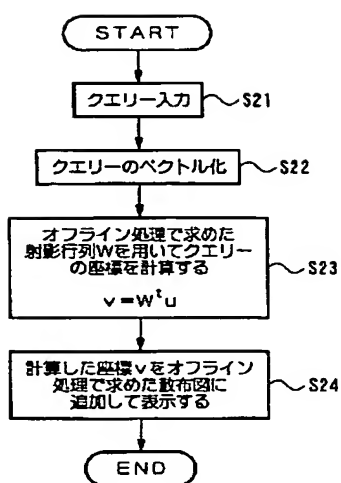 START
クエリー入力
S21
クエリーのベクトル化
S22
オフライン処理で求めた
射影行列Wを用いてクエリー
の座標を計算する
v=Wᵗu
S23
計算した座標vをオフライン
処理で求めた散布図に
追加して表示する
S24
END